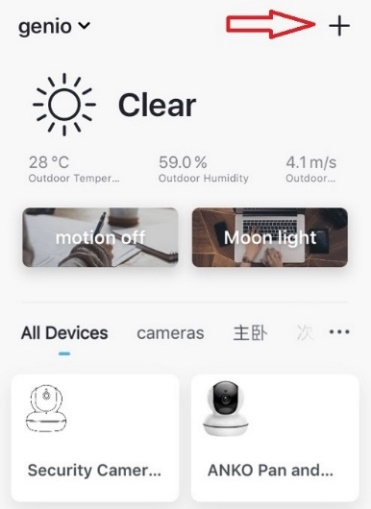 genio
Clear
28 °C 59.0 % 4.1 m/s
Outdoor Temper... Outdoor Humidity Outdoor...
motion off Moon light
All Devices cameras 主卧 次 ...
Security Camer... ANKO Pan and...